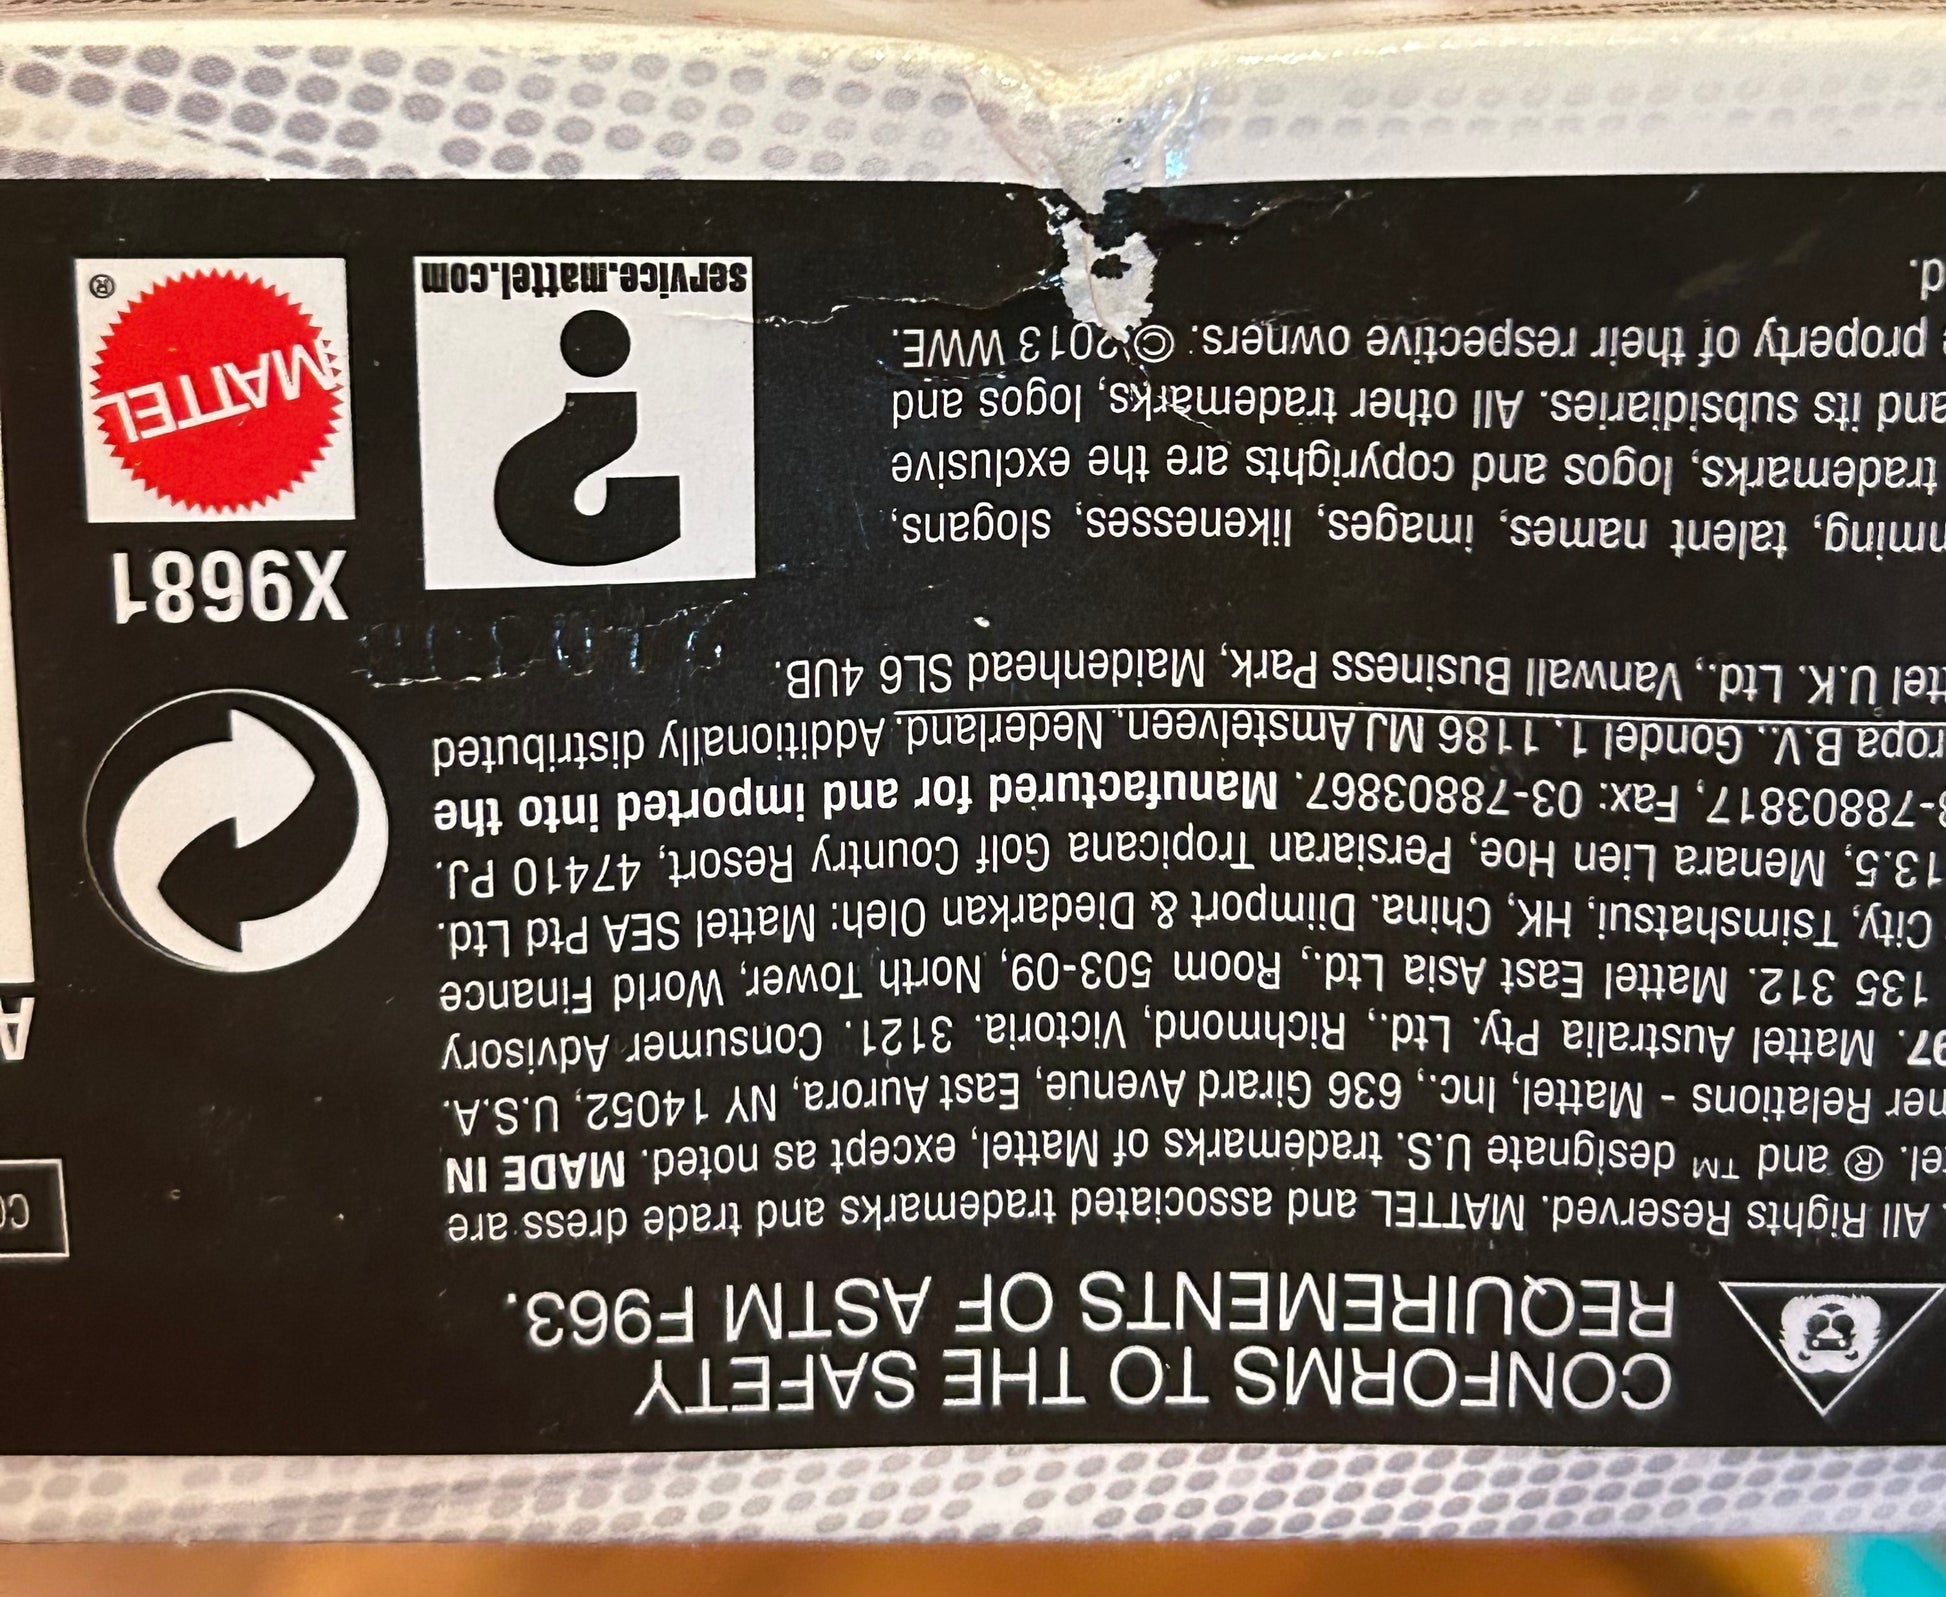 CONFORMS TO THE SAFETY
REQUIREMENTS OF ASTM F963.
. All Rights Reserved. MATTEL and associated trademarks and trade dress are
tel. ® and ™ designate U.S. trademarks of Mattel, except as noted. MADE IN
mer Relations - Mattel, Inc., 636 Girard Avenue, East Aurora, NY 14052, U.S.A.
97. Mattel Australia Pty. Ltd., Richmond, Victoria. 3121. Consumer Advisory
135 312. Mattel East Asia Ltd., Room 503-09, North Tower, World Finance
City, Tsimshatsui, HK, China. Diimport & Diedarkan Oleh: Mattel SEA Ptd Ltd.
13.5, Menara Lien Hoe, Persiaran Tropicana Golf Country Resort, 47410 PJ.
3-78803817, Fax: 03-78803867. Manufactured for and imported into the
ropa B.V., Gondel 1, 1186 MJ Amstelveen, Nederland. Additionally distributed
ttel U.K. Ltd., Vanwall Business Park, Maidenhead SL6 4UB.
mming, talent names, images, likenesses, slogans,
trademarks, logos and copyrights are the exclusive
and its subsidiaries. All other trademarks, logos and
e property of their respective owners. © 2013 WWE.
d.
service.mattel.com
X9681
MATTEL
®
CO
A